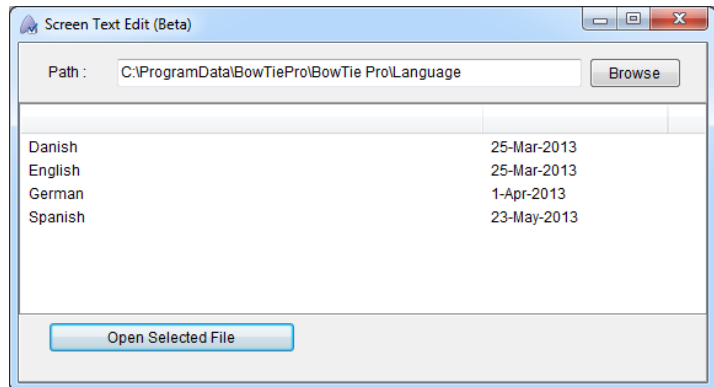 Screen Text Edit (Beta)
Path : C:\ProgramData\BowTiePro\BowTie Pro\Language Browse
Danish 25-Mar-2013
English 25-Mar-2013
German 1-Apr-2013
Spanish 23-May-2013
Open Selected File